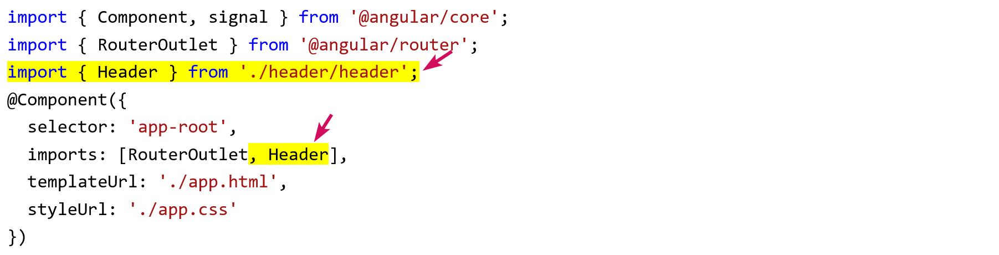 import { Component, signal } from '@angular/core';
import { RouterOutlet } from '@angular/router';
import { Header } from './header/header';
@Component({
  selector: 'app-root',
  imports: [RouterOutlet, Header],
  templateUrl: './app.html',
  styleUrl: './app.css'
})